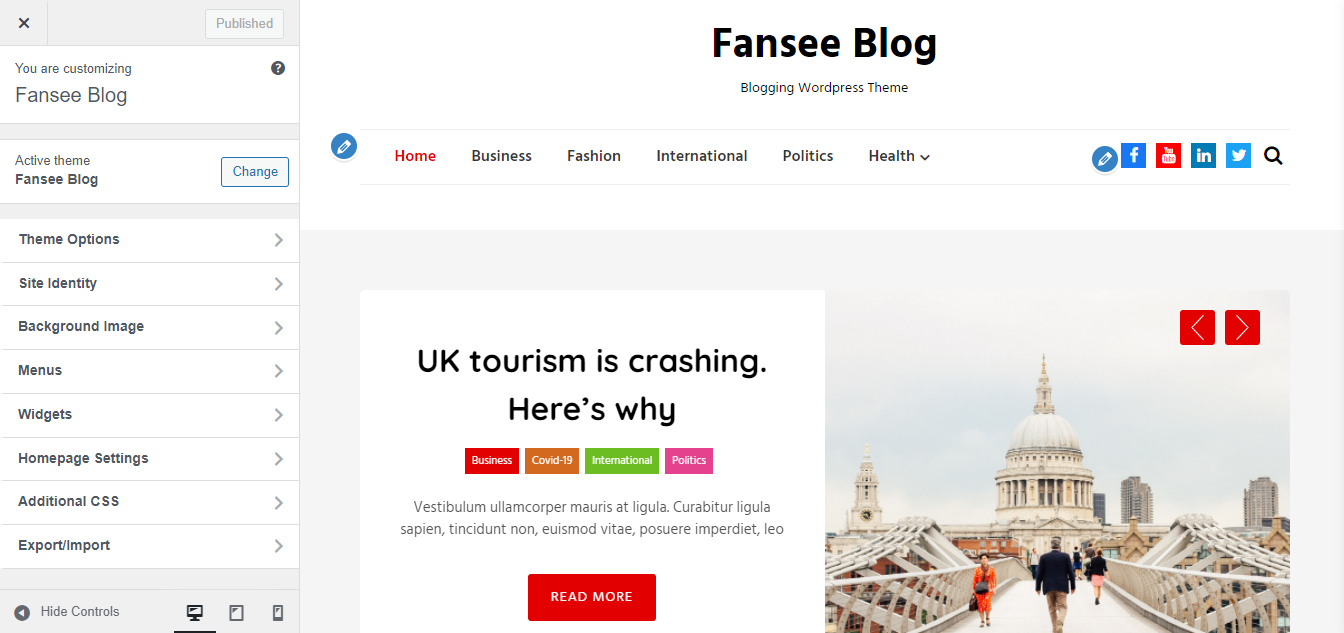 Published
You are customizing
Fansee Blog
Active theme
Fansee Blog
Change
Theme Options
Site Identity
Background Image
Menus
Widgets
Homepage Settings
Additional CSS
Export/Import
Hide Controls
Fansee Blog
Blogging Wordpress Theme
Home Business Fashion International Politics Health
UK tourism is crashing.
Here’s why
Business Covid-19 International Politics
Vestibulum ullamcorper mauris at ligula. Curabitur ligula
sapien, tincidunt non, euismod vitae, posuere imperdiet, leo
READ MORE